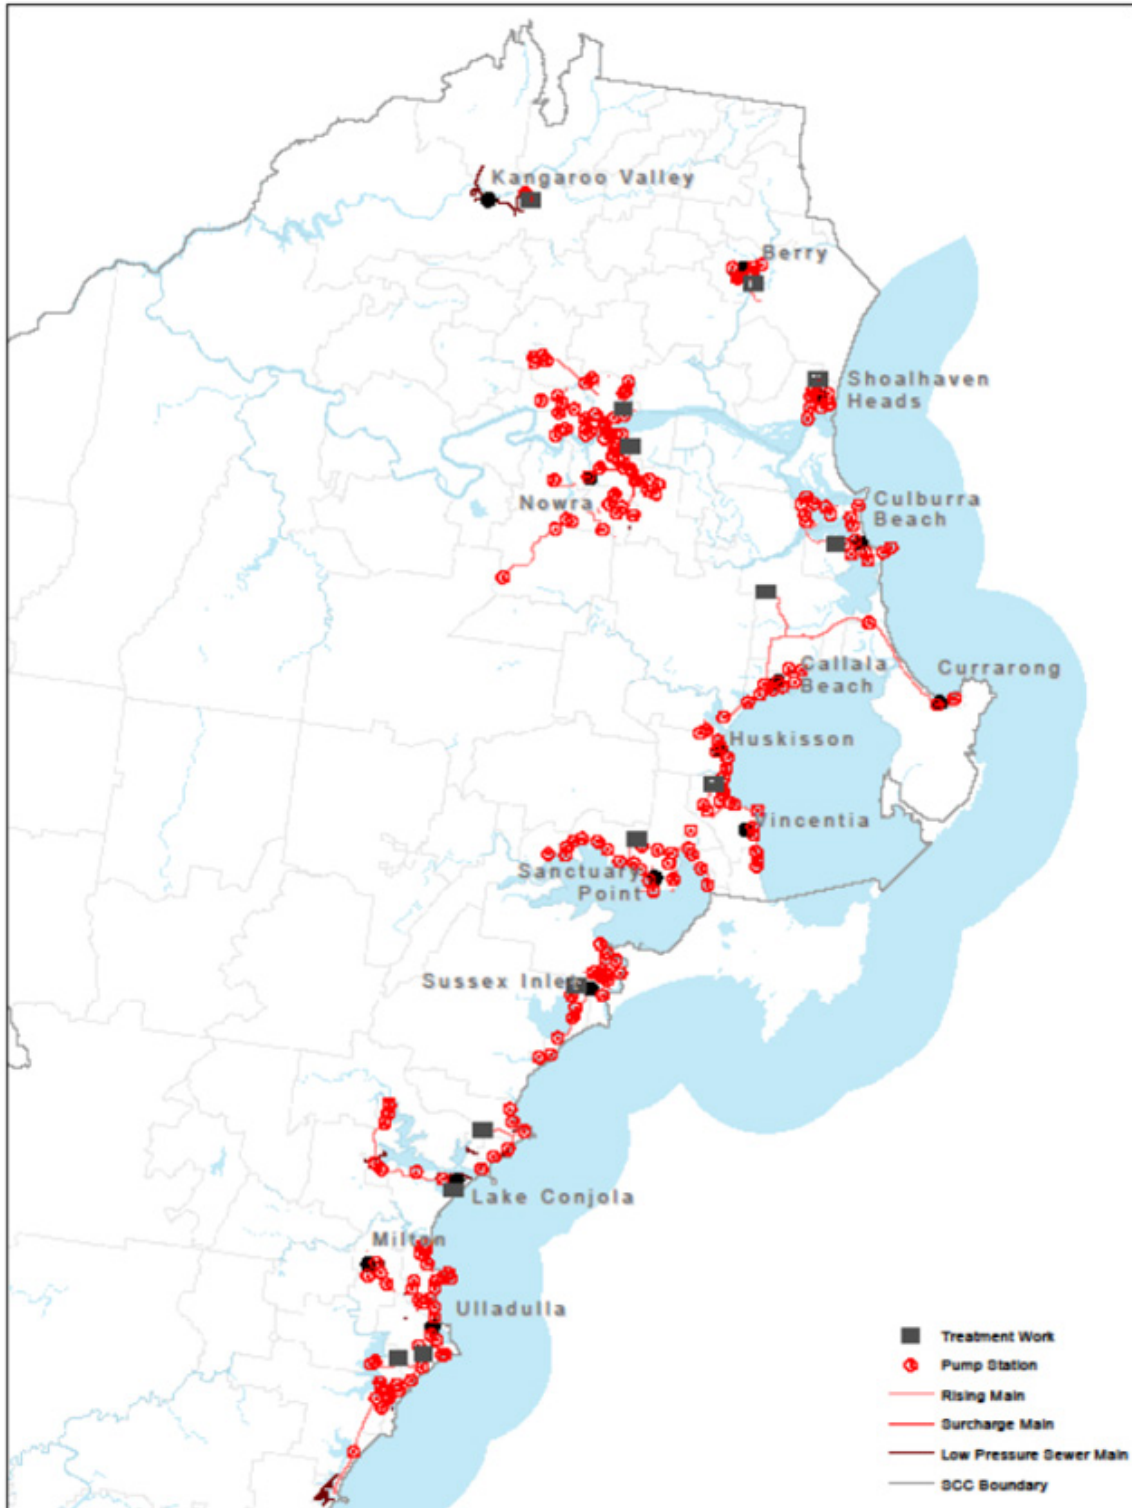 Kangaroo Valley
Berry
Shoalhaven
Heads
Culburra
Beach
Nowra
Callala
Beach
Currarong
Huskisson
Vincentia
Sanctuary
Point
Sussex Inlet
Lake Conjola
Milton
Ulladulla
Treatment Work
Pump Station
Rising Main
Surcharge Main
Low Pressure Sewer Main
SCC Boundary